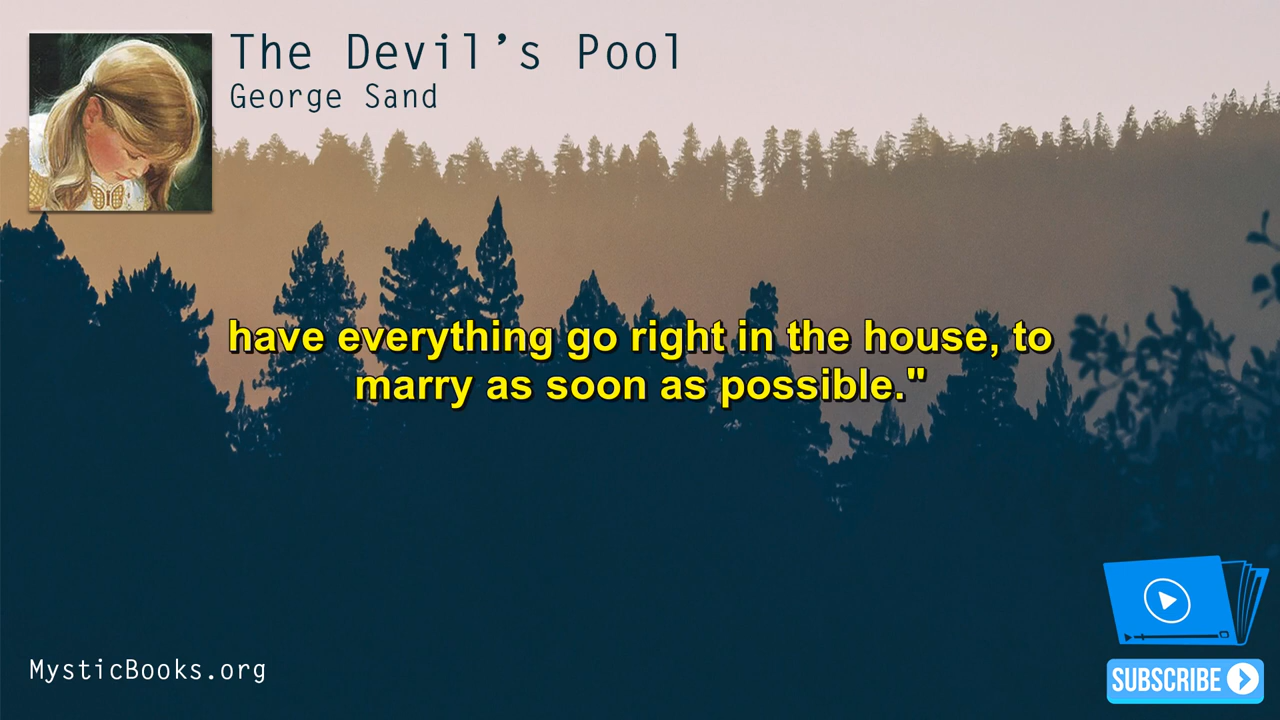 The Devil’s Pool
George Sand
have everything go right in the house, to
marry as soon as possible."
MysticBooks.org
SUBSCRIBE